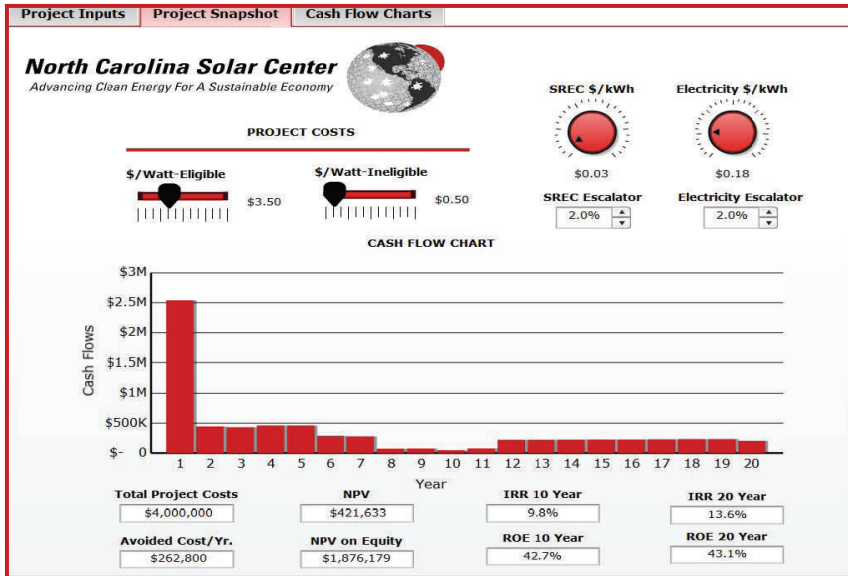 Project Inputs Project Snapshot Cash Flow Charts
North Carolina Solar Center
Advancing Clean Energy For A Sustainable Economy
PROJECT COSTS
$/Watt-Eligible $/Watt-Ineligible
$3.50 $0.50
SREC $/kWh Electricity $/kWh
$0.03 $0.18
SREC Escalator Electricity Escalator
2.0% 2.0%
CASH FLOW CHART
$3M
$2.5M
$2M
$1.5M
$1M
$500K
$- 0
Cash Flows
1 2 3 4 5 6 7 8 9 10 11 12 13 14 15 16 17 18 19 20
Year
Total Project Costs NPV IRR 10 Year IRR 20 Year
$4,000,000 $421,633 9.8% 13.6%
Avoided Cost/Yr. NPV on Equity ROE 10 Year ROE 20 Year
$262,800 $1,876,179 42.7% 43.1%